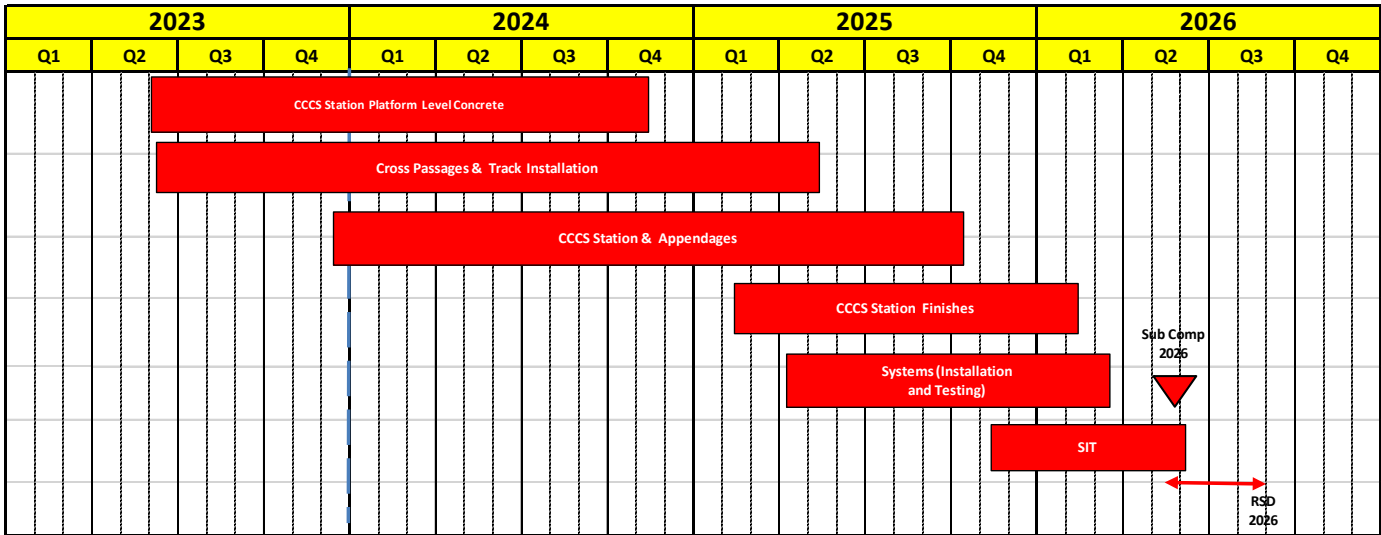 2023 2024 2025 2026
Q1 Q2 Q3 Q4 Q1 Q2 Q3 Q4 Q1 Q2 Q3 Q4 Q1 Q2 Q3 Q4
CCCS Station Platform Level Concrete
Cross Passages & Track Installation
CCCS Station & Appendages
CCCS Station Finishes
Sub Comp
2026
Systems (Installation
and Testing)
SIT
RSD
2026